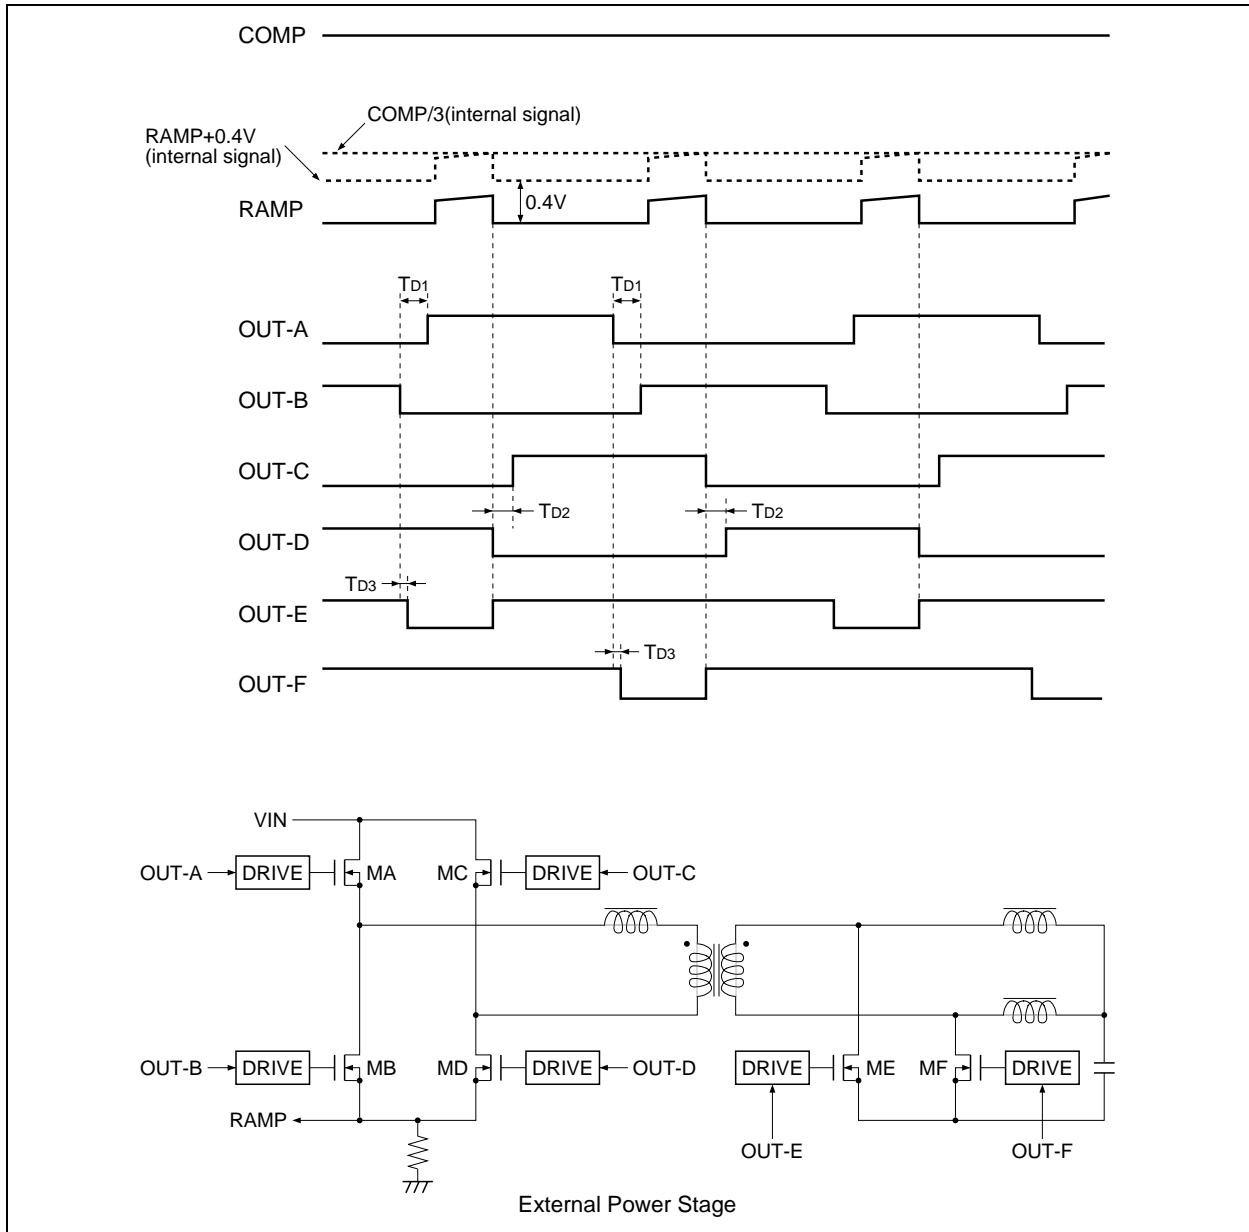 COMP
COMP/3(internal signal)
RAMP+0.4V
(internal signal)
RAMP
0.4V
TD1 TD1
OUT-A
OUT-B
OUT-C
TD2 TD2
OUT-D
TD3
OUT-E
TD3
OUT-F
VIN
OUT-A DRIVE MA MC DRIVE OUT-C
OUT-B DRIVE MB MD DRIVE OUT-D DRIVE ME MF DRIVE
RAMP
OUT-E OUT-F
External Power Stage